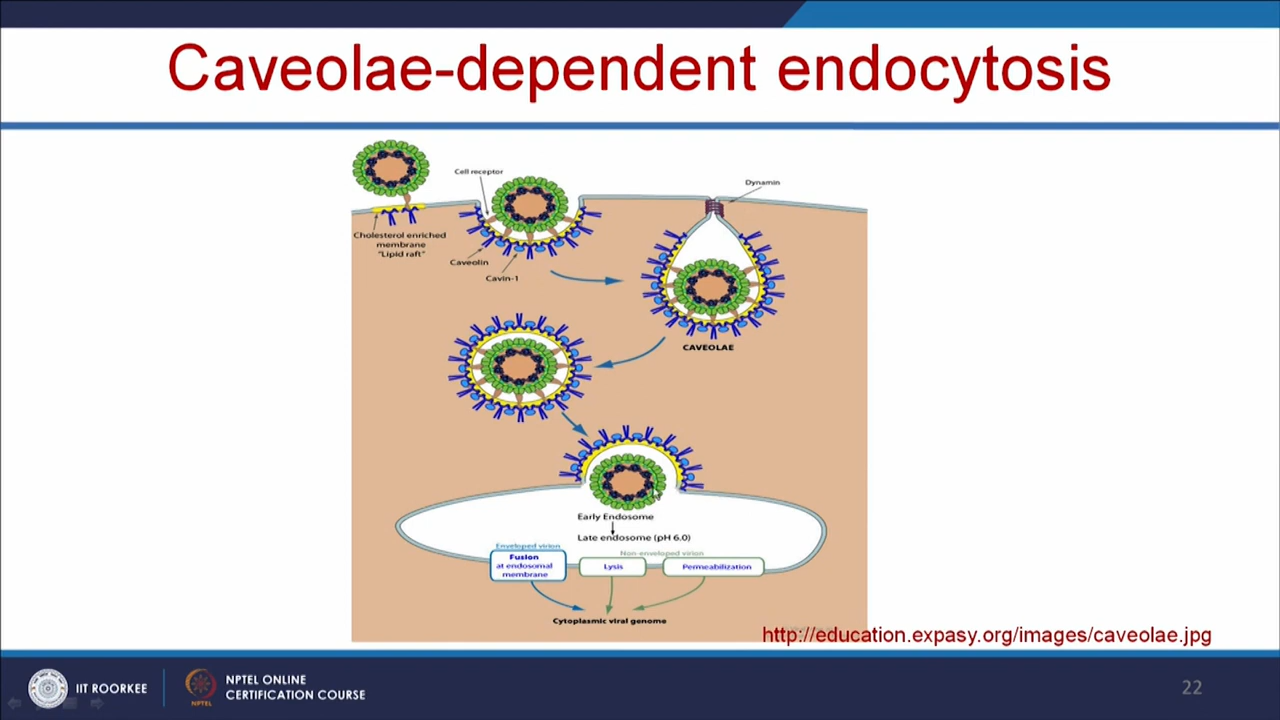 Caveolae-dependent endocytosis
Cell receptor
Dynamin
Cholesterol enriched
membrane
"Lipid raft"
Caveolin
Cavin-1
CAVEOLAE
Early Endosome
Late endosome (pH 6.0)
Enveloped virion
Non-enveloped virion
Fusion
at endosomal
membrane
Lysis
Permeabilization
Cytoplasmic viral genome
http://education.expasy.org/images/caveolae.jpg
IIT ROORKEE
NPTEL
NPTEL ONLINE
CERTIFICATION COURSE
22